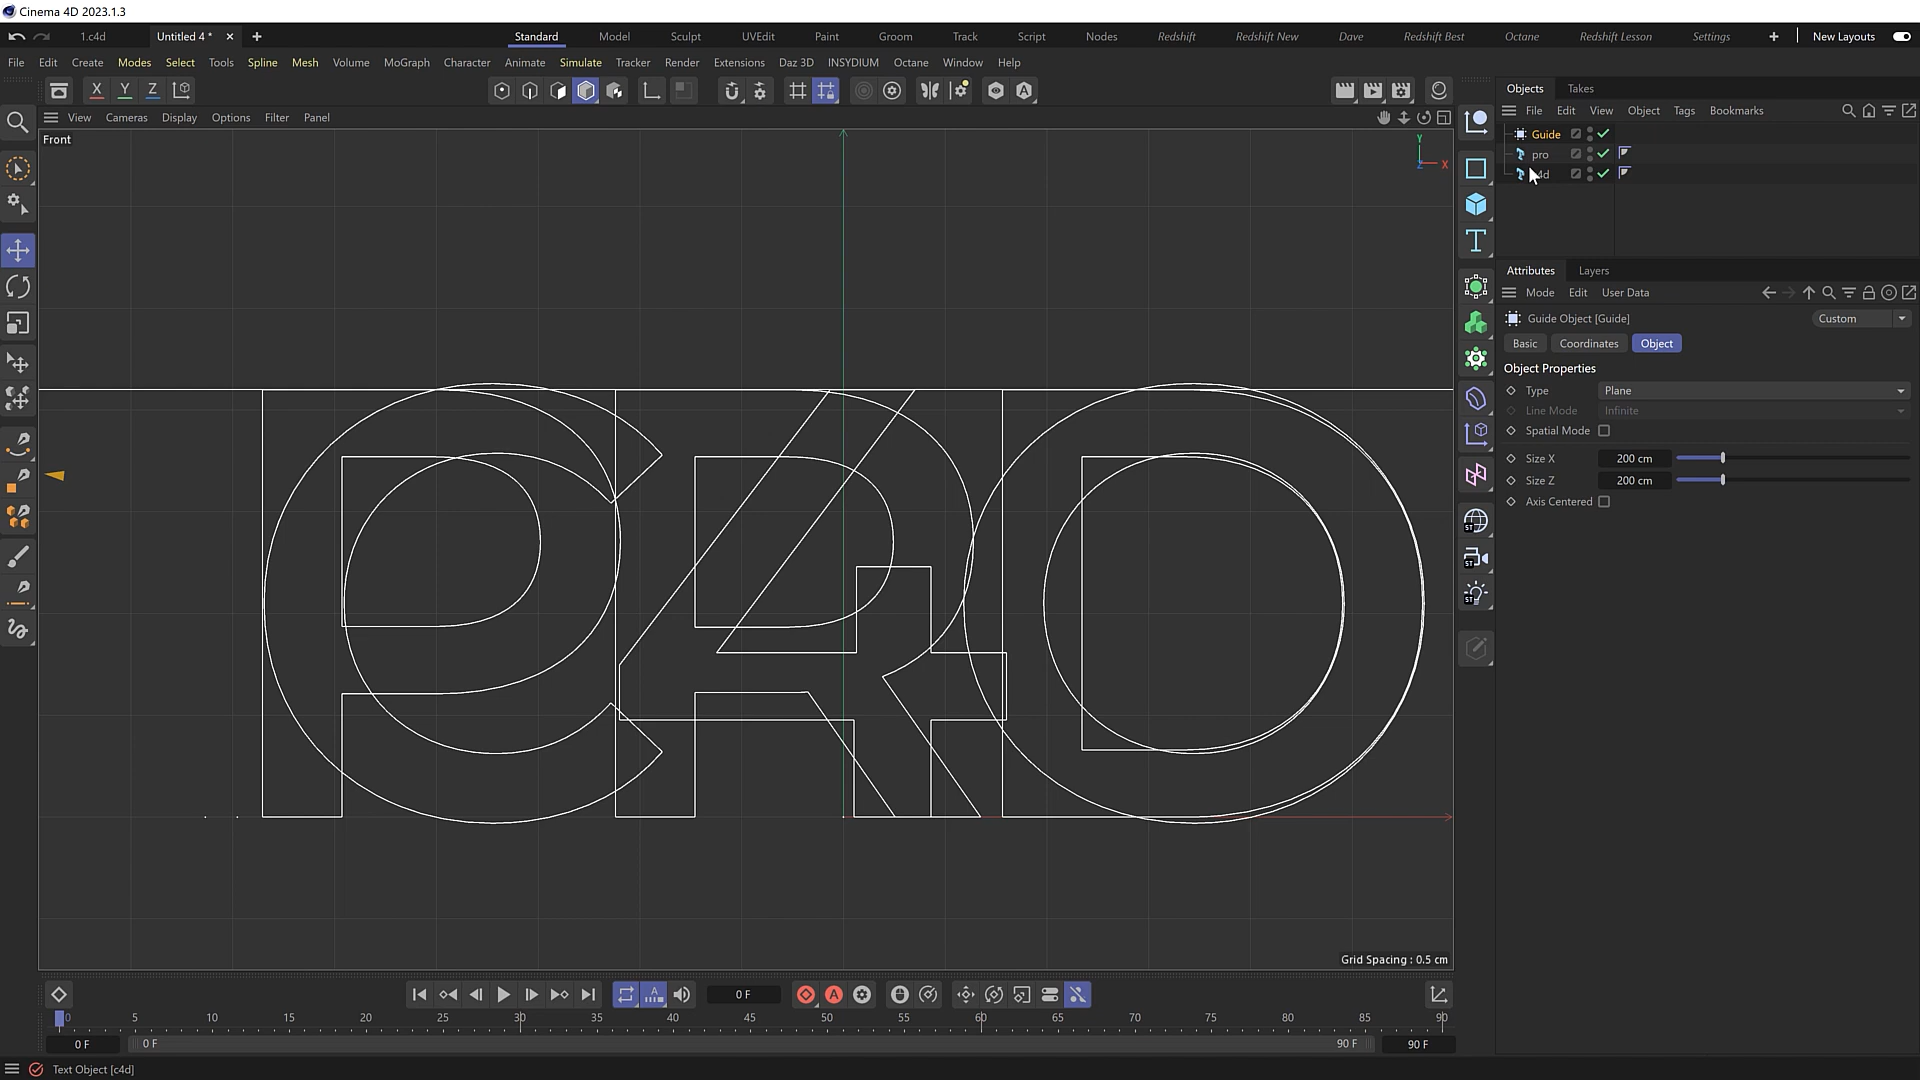 Cinema 4D 2023.1.3
1.c4d
Untitled 4 *
Standard
Model
Sculpt
UVEdit
Paint
Groom
Track
Script
Nodes
Redshift
Redshift New
Dave
Redshift Best
Octane
Redshift Lesson
Settings
New Layouts
File Edit Create Modes Select Tools Spline Mesh Volume MoGraph Character Animate Simulate Tracker Render Extensions Daz 3D INSYDIUM Octane Window Help
X Y Z
Objects Takes
File Edit View Object Tags Bookmarks
View Cameras Display Options Filter Panel
Front
Y
X
Z
Guide
pro
4d
Attributes Layers
Mode Edit User Data
Guide Object [Guide]
Custom
Basic Coordinates Object
Object Properties
Type Plane
Line Mode Infinite
Spatial Mode
Size X 200 cm
Size Z 200 cm
Axis Centered
ST
ST
ST
PRO
C4D
Grid Spacing : 0.5 cm
0 F
0 5 10 15 20 25 30 35 40 45 50 55 60 65 70 75 80 85 90
0 F 0 F 90 F 90 F
Text Object [c4d]